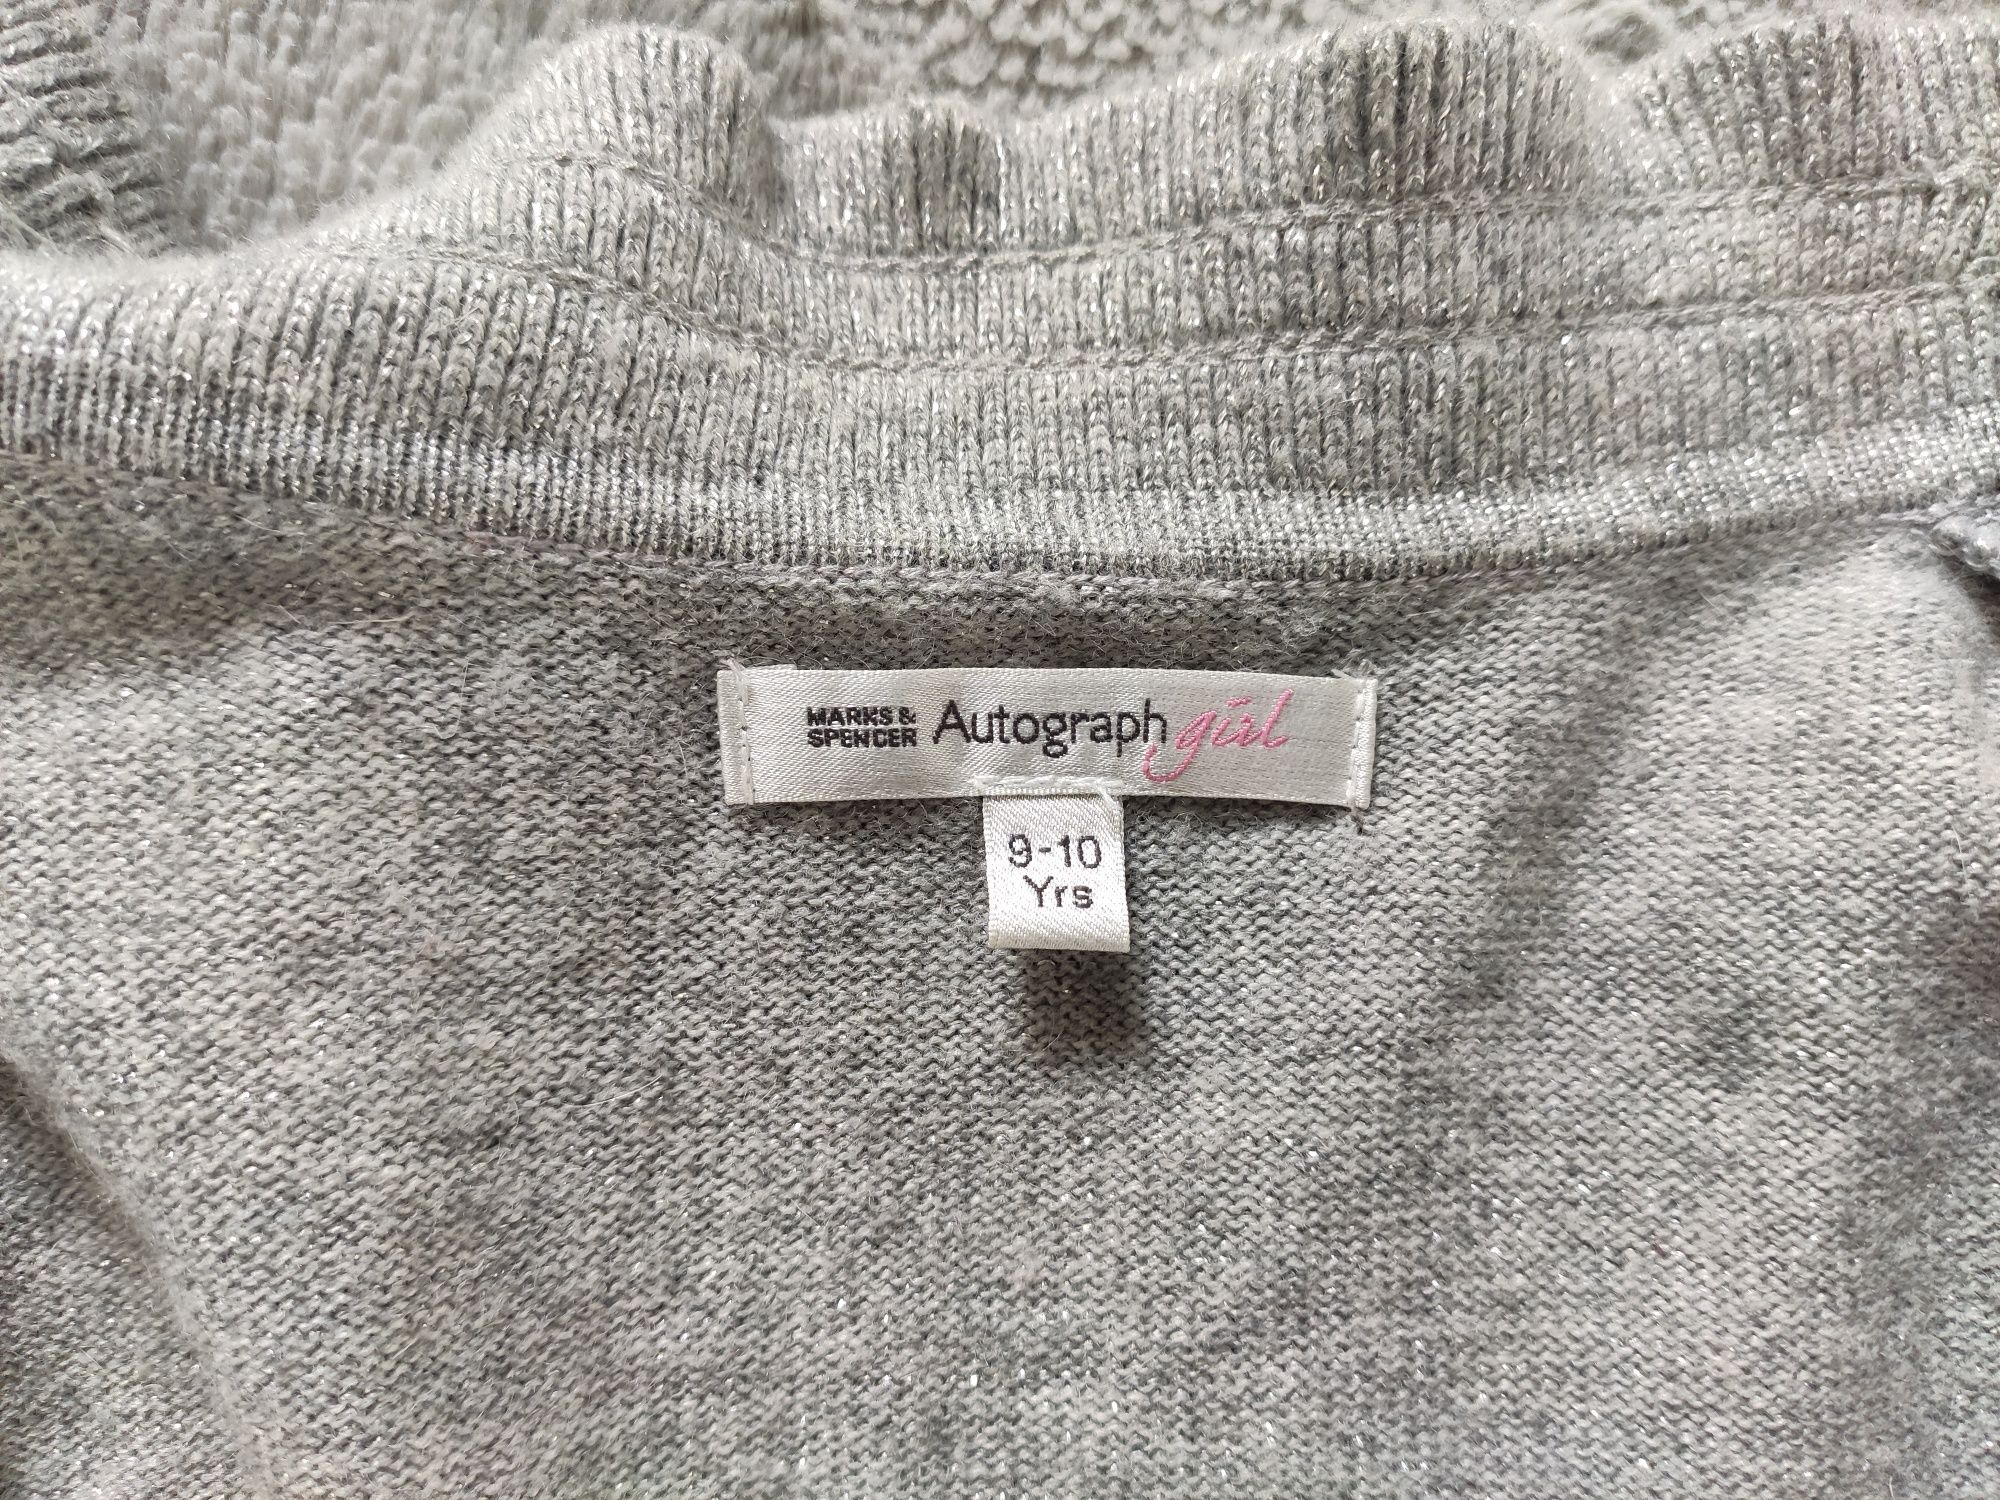 MARKS & SPENCER Autograph girl
9-10
Yrs